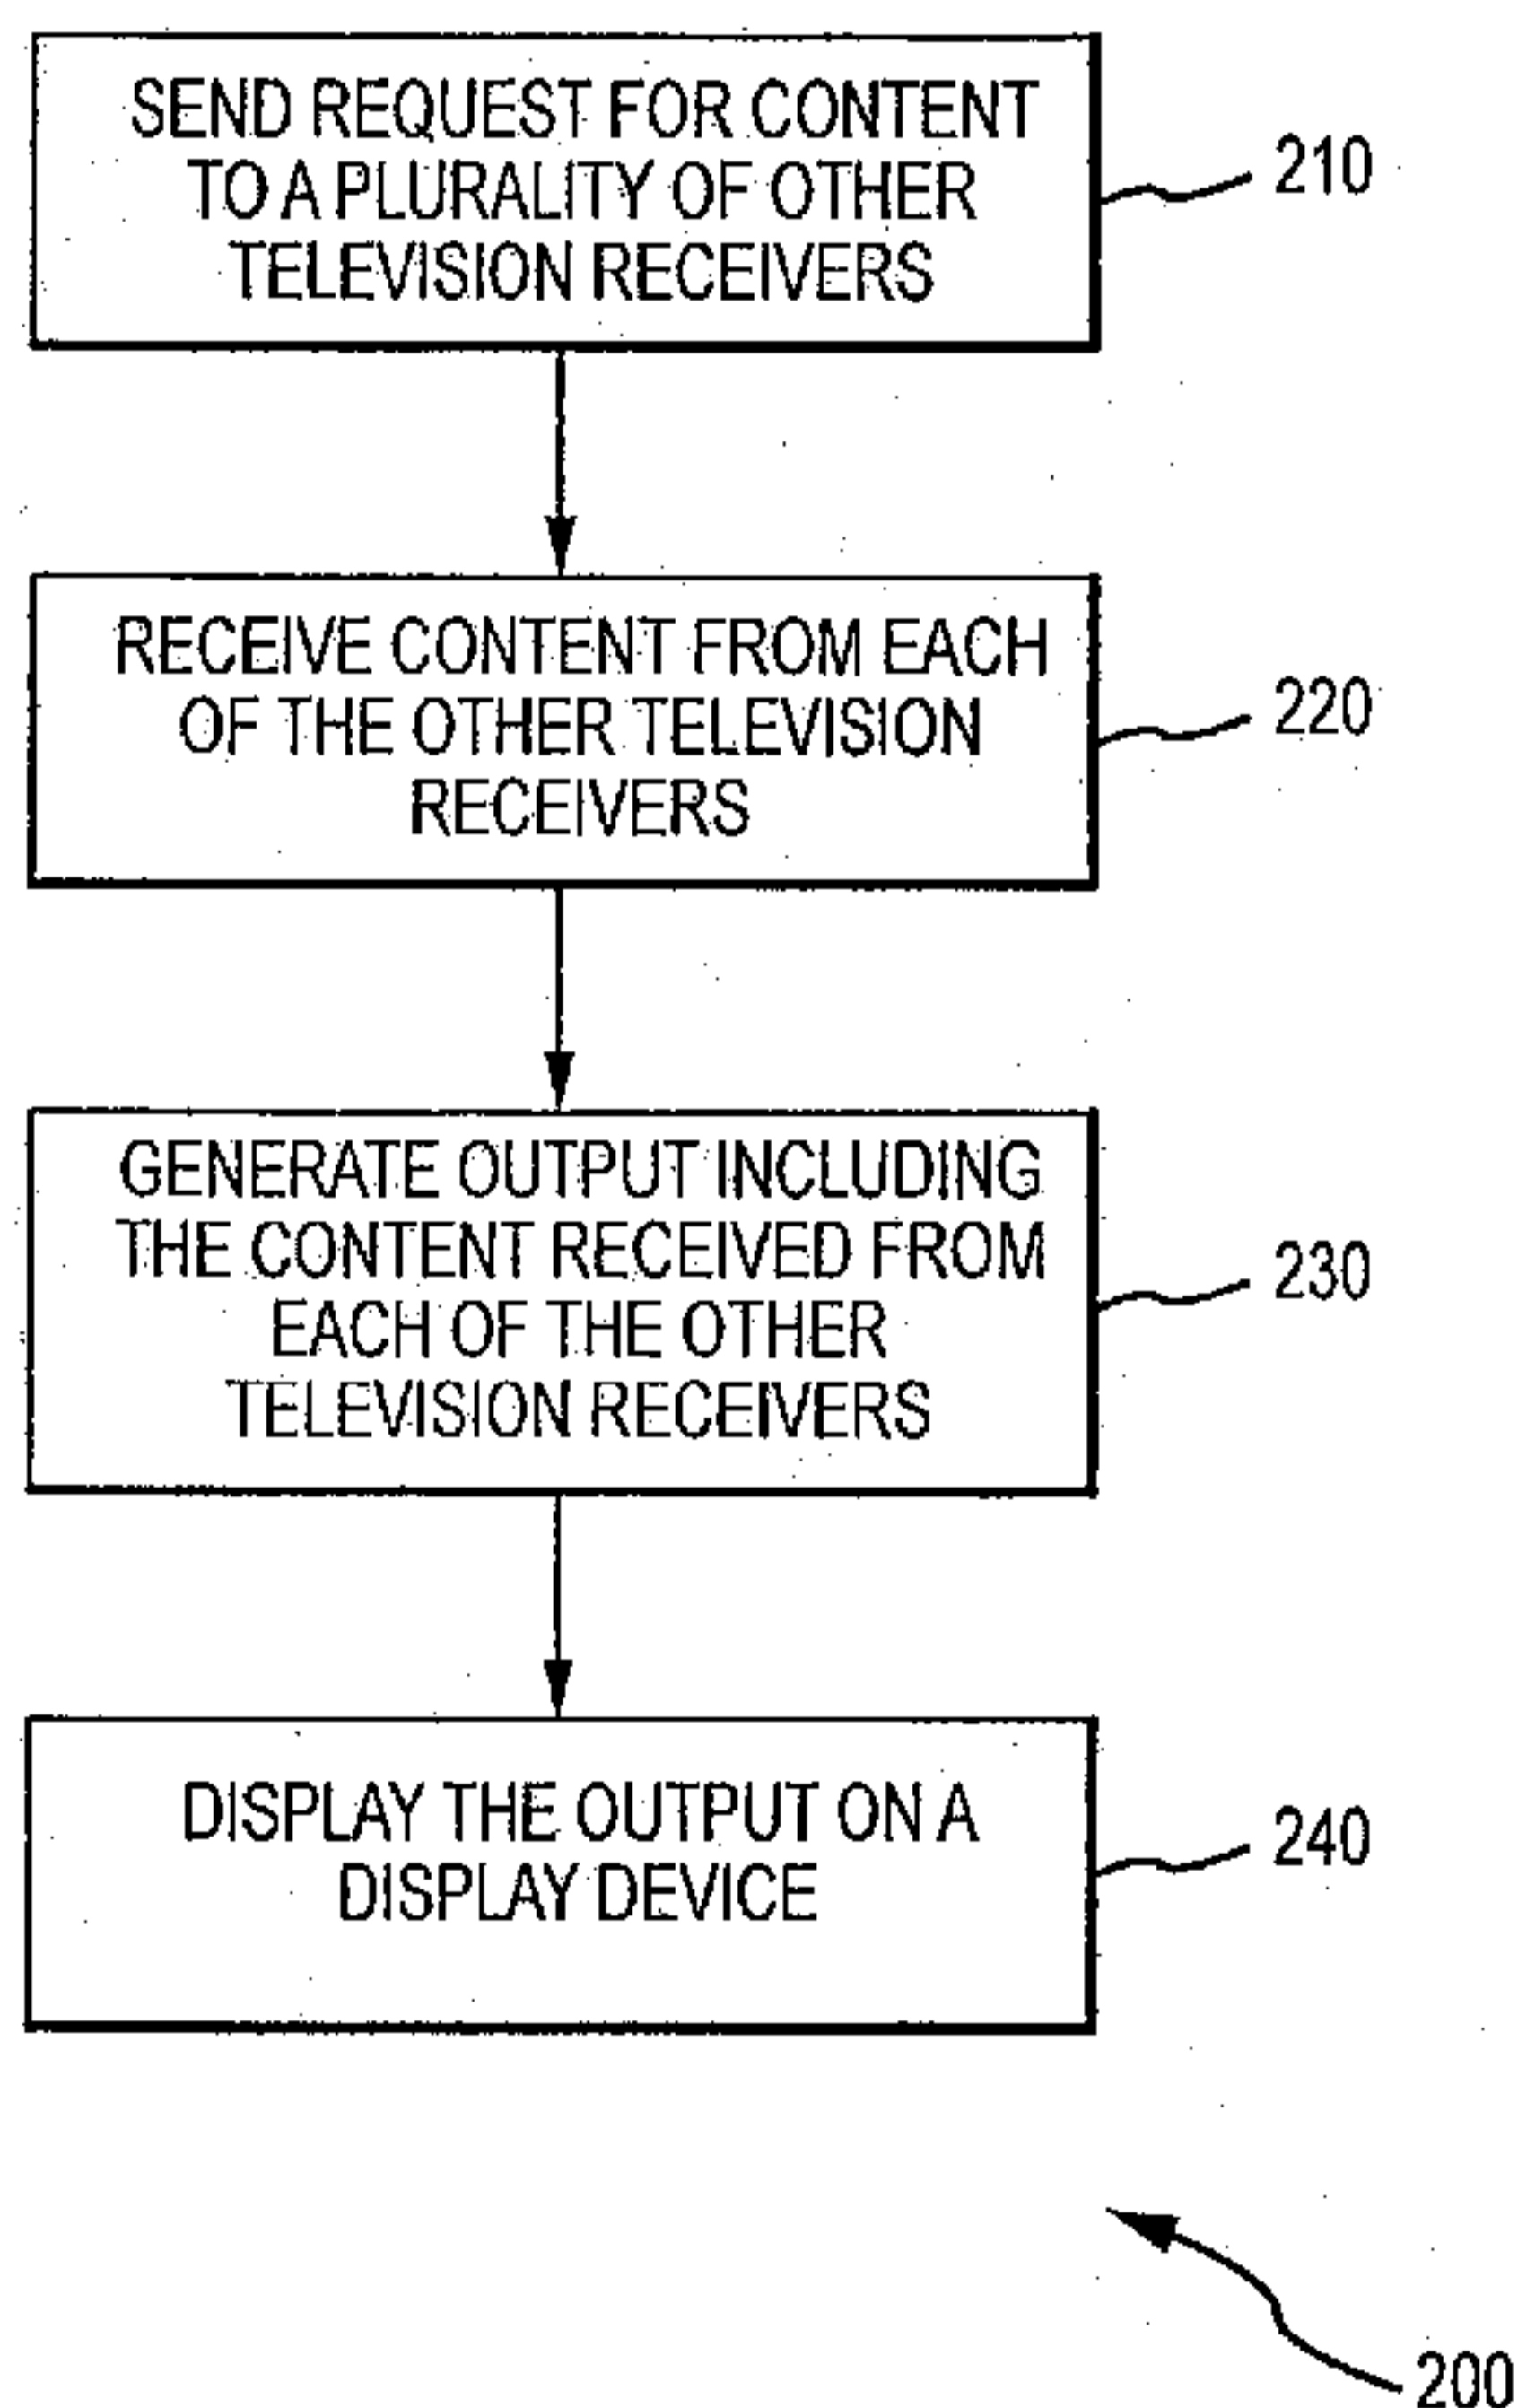 SEND REQUEST FOR CONTENT
TO A PLURALITY OF OTHER
TELEVISION RECEIVERS
210
RECEIVE CONTENT FROM EACH
OF THE OTHER TELEVISION
RECEIVERS
220
GENERATE OUTPUT INCLUDING
THE CONTENT RECEIVED FROM
EACH OF THE OTHER
TELEVISION RECEIVERS
230
DISPLAY THE OUTPUT ON A
DISPLAY DEVICE
240
200